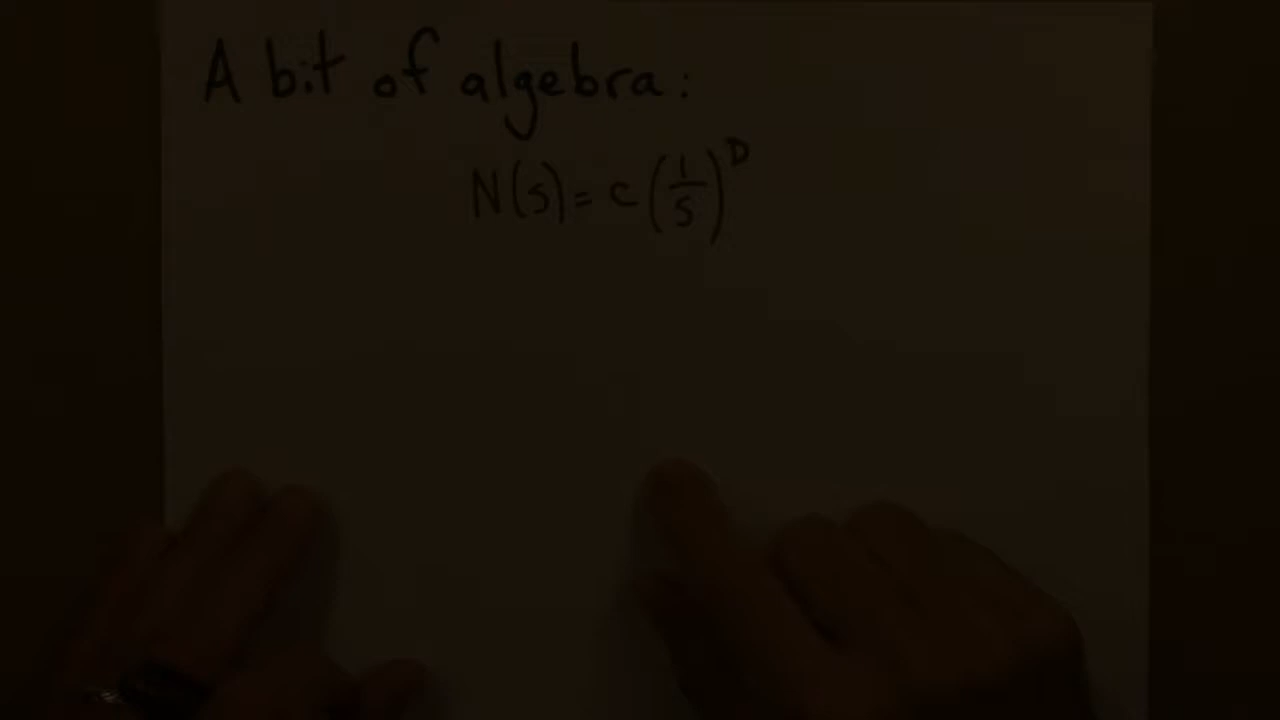 A bit of algebra:
N(s) = c(1/s)^D